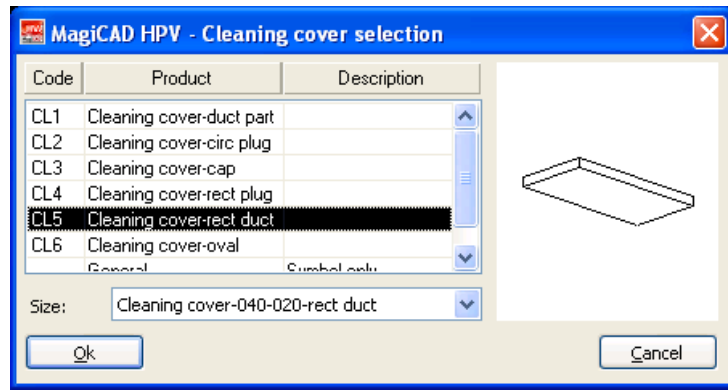 MagiCAD HPV - Cleaning cover selection
Code Product Description
CL1 Cleaning cover-duct part
CL2 Cleaning cover-circ plug
CL3 Cleaning cover-cap
CL4 Cleaning cover-rect plug
CL5 Cleaning cover-rect duct
CL6 Cleaning cover-oval
General Symbol only
Size: Cleaning cover-040-020-rect duct
Ok Cancel